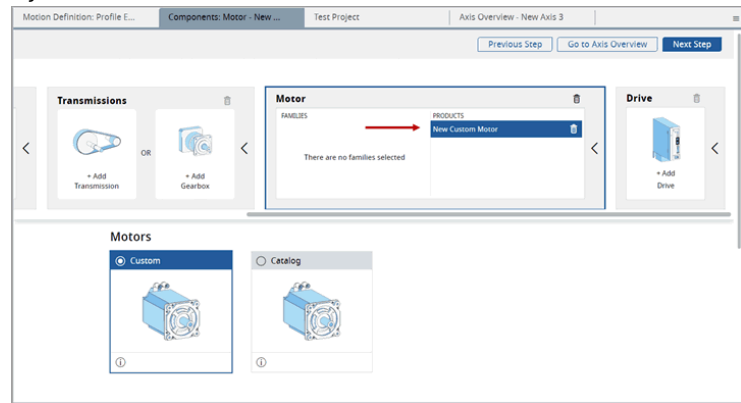 Motion Definition: Profile E...
Components: Motor - New ...
Test Project
Axis Overview - New Axis 3
Previous Step
Go to Axis Overview
Next Step
Transmissions
+ Add
Transmission
OR
+ Add
Gearbox
Motor
FAMILIES
There are no families selected
PRODUCTS
New Custom Motor
Drive
+ Add
Drive
Motors
Custom
Catalog